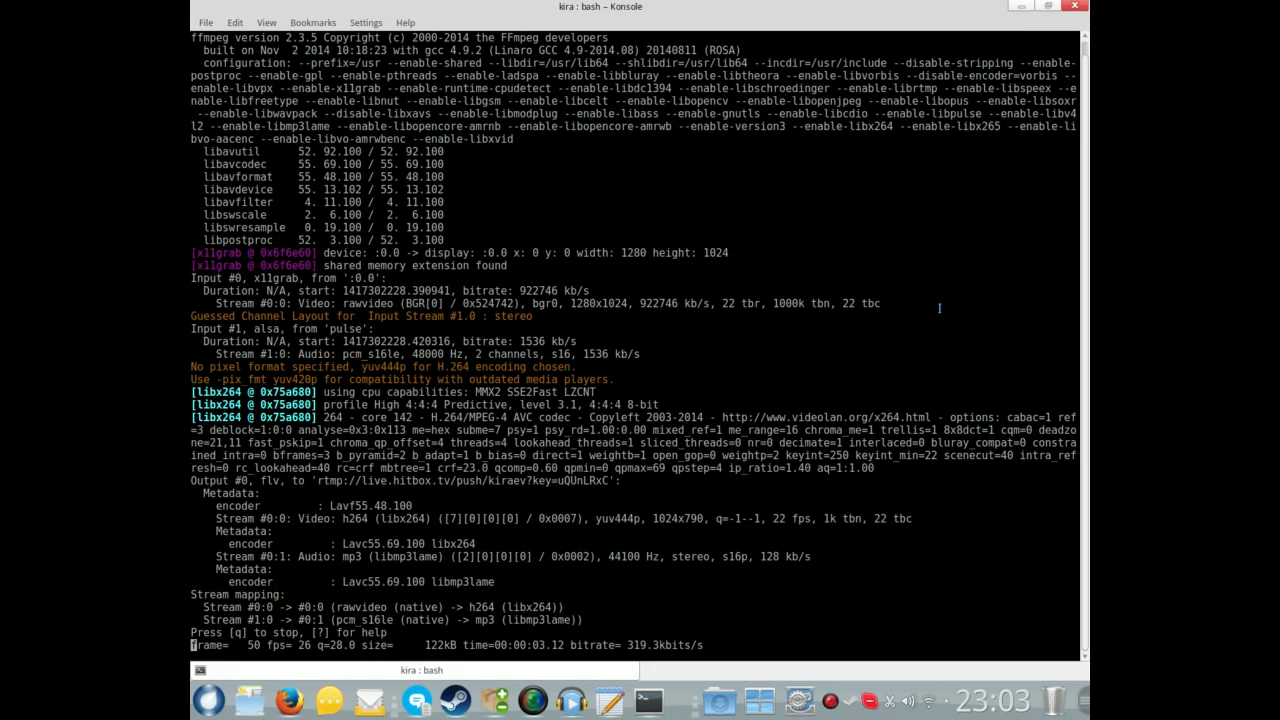 kira : bash – Konsole
File Edit View Bookmarks Settings Help
ffmpeg version 2.3.5 Copyright (c) 2000-2014 the FFmpeg developers
  built on Nov  2 2014 10:18:23 with gcc 4.9.2 (Linaro GCC 4.9-2014.08) 20140811 (ROSA)
  configuration: --prefix=/usr --enable-shared --libdir=/usr/lib64 --shlibdir=/usr/lib64 --incdir=/usr/include --disable-stripping --enable-
postproc --enable-gpl --enable-pthreads --enable-ladspa --enable-libbluray --enable-libtheora --enable-libvorbis --disable-encoder=vorbis --
enable-libvpx --enable-x11grab --enable-runtime-cpudetect --enable-libdc1394 --enable-libschroedinger --enable-librtmp --enable-libspeex --e
nable-libfreetype --enable-libnut --enable-libgsm --enable-libcelt --enable-libopencv --enable-libopenjpeg --enable-libopus --enable-libsoxr
 --enable-libwavpack --disable-libxavs --enable-libmodplug --enable-libass --enable-gnutls --enable-libcdio --enable-libpulse --enable-libv4
l2 --enable-libmp3lame --enable-libopencore-amrnb --enable-libopencore-amrwb --enable-version3 --enable-libx264 --enable-libx265 --enable-li
bvo-aacenc --enable-libvo-amrwbenc --enable-libxvid
  libavutil      52. 92.100 / 52. 92.100
  libavcodec     55. 69.100 / 55. 69.100
  libavformat    55. 48.100 / 55. 48.100
  libavdevice    55. 13.102 / 55. 13.102
  libavfilter     4. 11.100 /  4. 11.100
  libswscale      2.  6.100 /  2.  6.100
  libswresample   0. 19.100 /  0. 19.100
  libpostproc    52.  3.100 / 52.  3.100
[x11grab @ 0x6f6e60] device: :0.0 -> display: :0.0 x: 0 y: 0 width: 1280 height: 1024
[x11grab @ 0x6f6e60] shared memory extension found
Input #0, x11grab, from ':0.0':
  Duration: N/A, start: 1417302228.390941, bitrate: 922746 kb/s
    Stream #0:0: Video: rawvideo (BGR[0] / 0x524742), bgr0, 1280x1024, 922746 kb/s, 22 tbr, 1000k tbn, 22 tbc
Guessed Channel Layout for  Input Stream #1.0 : stereo
Input #1, alsa, from 'pulse':
  Duration: N/A, start: 1417302228.420316, bitrate: 1536 kb/s
    Stream #1:0: Audio: pcm_s16le, 48000 Hz, 2 channels, s16, 1536 kb/s
No pixel format specified, yuv444p for H.264 encoding chosen.
Use -pix_fmt yuv420p for compatibility with outdated media players.
[libx264 @ 0x75a680] using cpu capabilities: MMX2 SSE2Fast LZCNT
[libx264 @ 0x75a680] profile High 4:4:4 Predictive, level 3.1, 4:4:4 8-bit
[libx264 @ 0x75a680] 264 - core 142 - H.264/MPEG-4 AVC codec - Copyleft 2003-2014 - http://www.videolan.org/x264.html - options: cabac=1 ref
=3 deblock=1:0:0 analyse=0x3:0x113 me=hex subme=7 psy=1 psy_rd=1.00:0.00 mixed_ref=1 me_range=16 chroma_me=1 trellis=1 8x8dct=1 cqm=0 deadzo
ne=21,11 fast_pskip=1 chroma_qp_offset=4 threads=4 lookahead_threads=1 sliced_threads=0 nr=0 decimate=1 interlaced=0 bluray_compat=0 constra
ined_intra=0 bframes=3 b_pyramid=2 b_adapt=1 b_bias=0 direct=1 weightb=1 open_gop=0 weightp=2 keyint=250 keyint_min=22 scenecut=40 intra_ref
resh=0 rc_lookahead=40 rc=crf mbtree=1 crf=23.0 qcomp=0.60 qpmin=0 qpmax=69 qpstep=4 ip_ratio=1.40 aq=1:1.00
Output #0, flv, to 'rtmp://live.hitbox.tv/push/kiraev?key=uQUnLRxC':
  Metadata:
    encoder         : Lavf55.48.100
    Stream #0:0: Video: h264 (libx264) ([7][0][0][0] / 0x0007), yuv444p, 1024x790, q=-1--1, 22 fps, 1k tbn, 22 tbc
    Metadata:
      encoder         : Lavc55.69.100 libx264
    Stream #0:1: Audio: mp3 (libmp3lame) ([2][0][0][0] / 0x0002), 44100 Hz, stereo, s16p, 128 kb/s
    Metadata:
      encoder         : Lavc55.69.100 libmp3lame
Stream mapping:
  Stream #0:0 -> #0:0 (rawvideo (native) -> h264 (libx264))
  Stream #1:0 -> #0:1 (pcm_s16le (native) -> mp3 (libmp3lame))
Press [q] to stop, [?] for help
frame=   50 fps= 26 q=28.0 size=     122kB time=00:00:03.12 bitrate= 319.3kbits/s
kira : bash
23:03